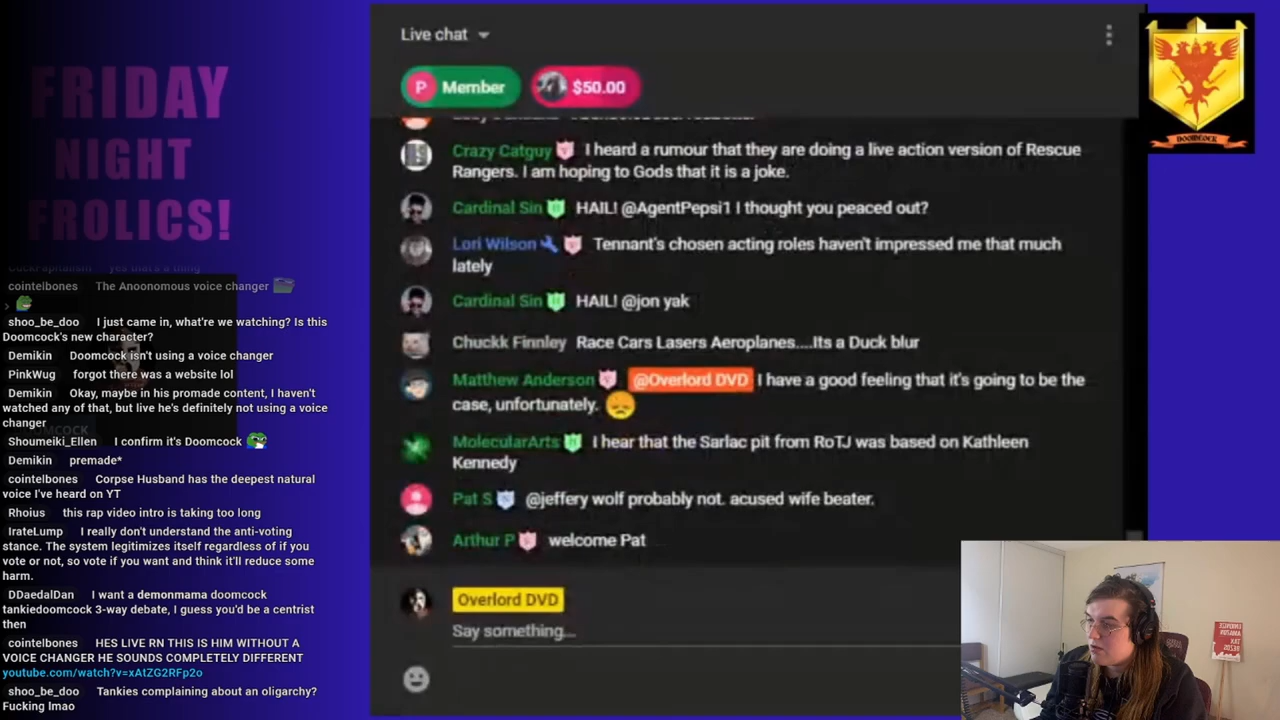 FRIDAY
NIGHT
FROLICS!
yes that's a thing
cointelbones The Anoonomous voice changer
shoo_be_doo I just came in, what're we watching? Is this
Doomcock's new character?
Demikin Doomcock isn't using a voice changer
PinkWug forgot there was a website lol
Demikin Okay, maybe in his promade content, I haven't
watched any of that, but live he's definitely not using a voice
changer
Shoumeiki_Ellen I confirm it's Doomcock
Demikin premade*
cointelbones Corpse Husband has the deepest natural
voice I've heard on YT
Rhoius this rap video intro is taking too long
IrateLump I really don't understand the anti-voting
stance. The system legitimizes itself regardless of if you
vote or not, so vote if you want and think it'll reduce some
harm.
DDaedalDan I want a demonmama doomcock
tankiedoomcock 3-way debate, I guess you'd be a centrist
then
cointelbones HES LIVE RN THIS IS HIM WITHOUT A
VOICE CHANGER HE SOUNDS COMPLETELY DIFFERENT
youtube.com/watch?v=xAtZG2RFp2o
shoo_be_doo Tankies complaining about an oligarchy?
Fucking lmao
Live chat
P Member $50.00
Crazy Catguy I heard a rumour that they are doing a live action version of Rescue
Rangers. I am hoping to Gods that it is a joke.
Cardinal Sin HAIL! @AgentPepsi1 I thought you peaced out?
Lori Wilson Tennant's chosen acting roles haven't impressed me that much
lately
Cardinal Sin HAIL! @jon yak
Chuckk Finnley Race Cars Lasers Aeroplanes....Its a Duck blur
Matthew Anderson @Overlord DVD I have a good feeling that it's going to be the
case, unfortunately.
MolecularArts I hear that the Sarlac pit from RoTJ was based on Kathleen
Kennedy
Pat S @jeffery wolf probably not. acused wife beater.
Arthur P welcome Pat
Overlord DVD
Say something...
DOOMCOCK